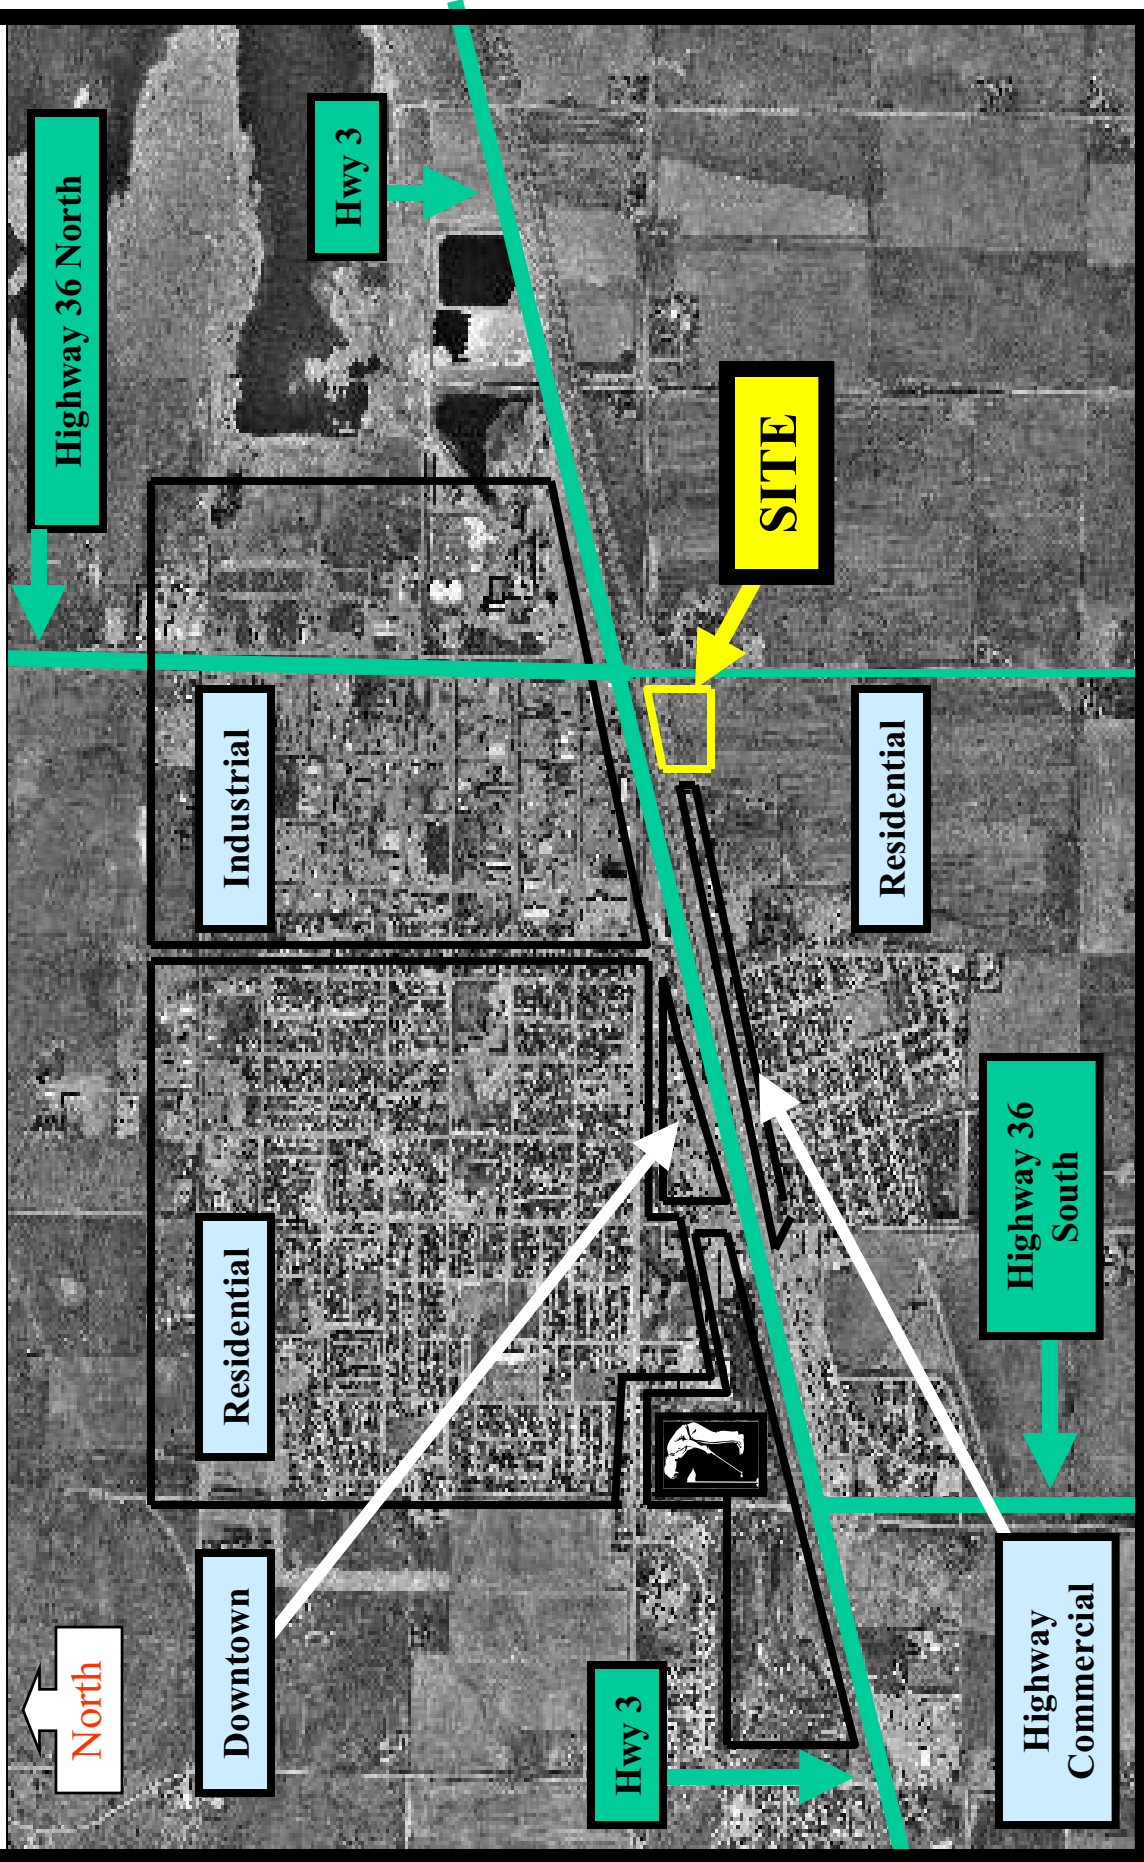 Highway 36 North
Hwy 3
SITE
Industrial
Residential
Residential
Highway 36
South
Downtown
North
Hwy 3
Highway
Commercial